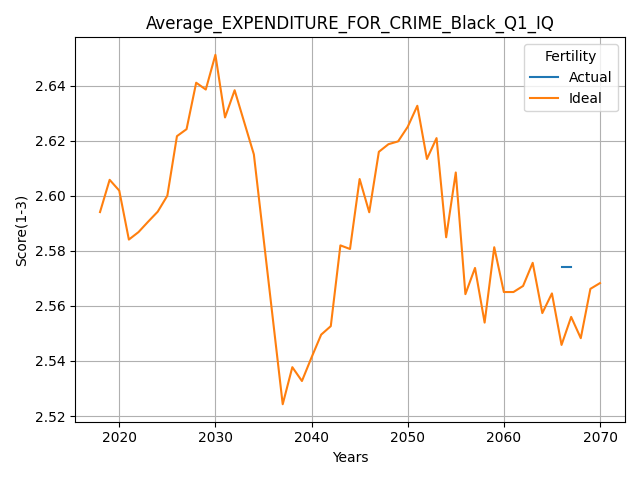 Average_EXPENDITURE_FOR_CRIME_Black_Q1_IQ
Fertility
Actual
Ideal
Score(1-3)
2.64
2.62
2.60
2.58
2.56
2.54
2.52
2020 2030 2040 2050 2060 2070
Years